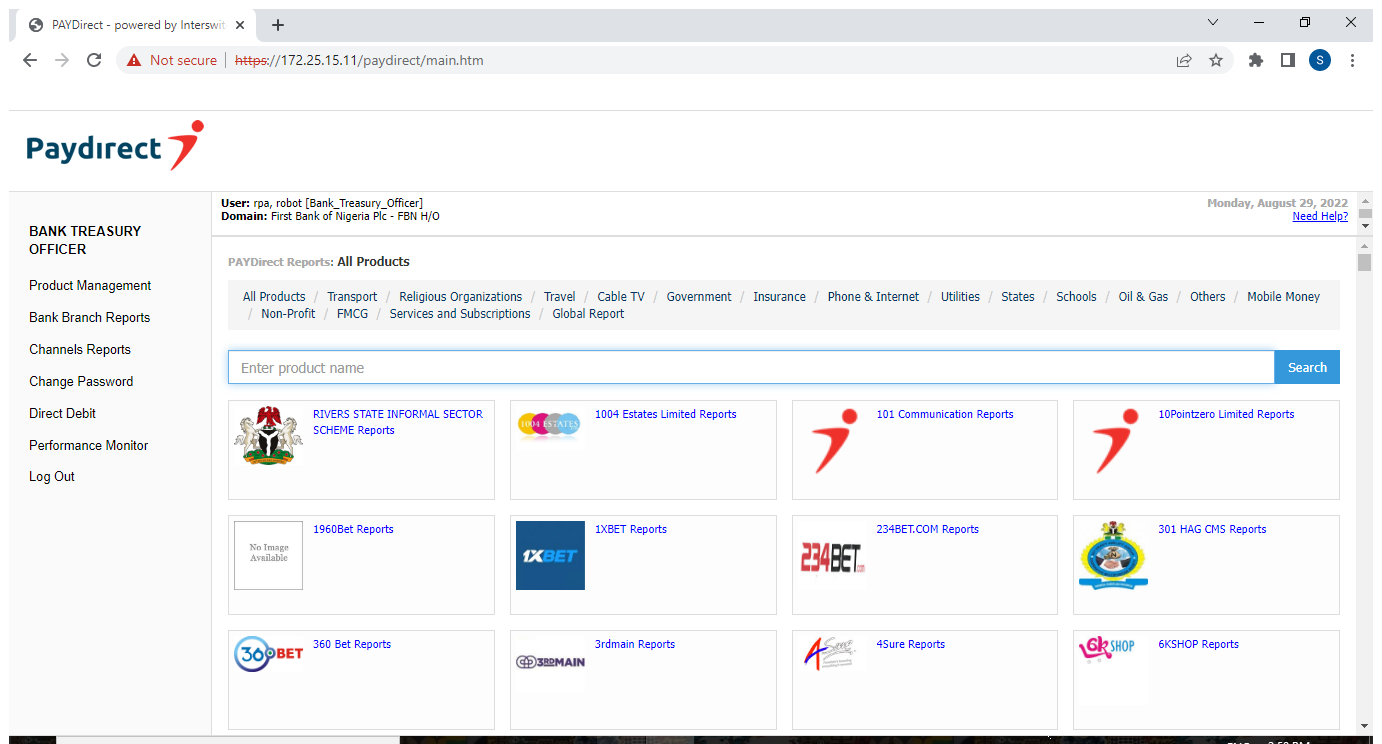 PAYDirect - powered by Interswit
Not secure | https://172.25.15.11/paydirect/main.htm
S
Paydirect
BANK TREASURY
OFFICER
Product Management
Bank Branch Reports
Channels Reports
Change Password
Direct Debit
Performance Monitor
Log Out
User: rpa, robot [Bank_Treasury_Officer]
Domain: First Bank of Nigeria Plc - FBN H/O
Monday, August 29, 2022
Need Help?
PAYDirect Reports: All Products
All Products / Transport / Religious Organizations / Travel / Cable TV / Government / Insurance / Phone & Internet / Utilities / States / Schools / Oil & Gas / Others / Mobile Money
/ Non-Profit / FMCG / Services and Subscriptions / Global Report
Enter product name
Search
RIVERS STATE INFORMAL SECTOR
SCHEME Reports
1004 ESTATES
1004 Estates Limited Reports
101 Communication Reports
10Pointzero Limited Reports
No Image
Available
1960Bet Reports
1XBET
1XBET Reports
234BET.com
234BET.COM Reports
301 HAG CMS Reports
360BET
360 Bet Reports
3RDMAIN
3rdmain Reports
4Sure Reports
6k SHOP
6KSHOP Reports